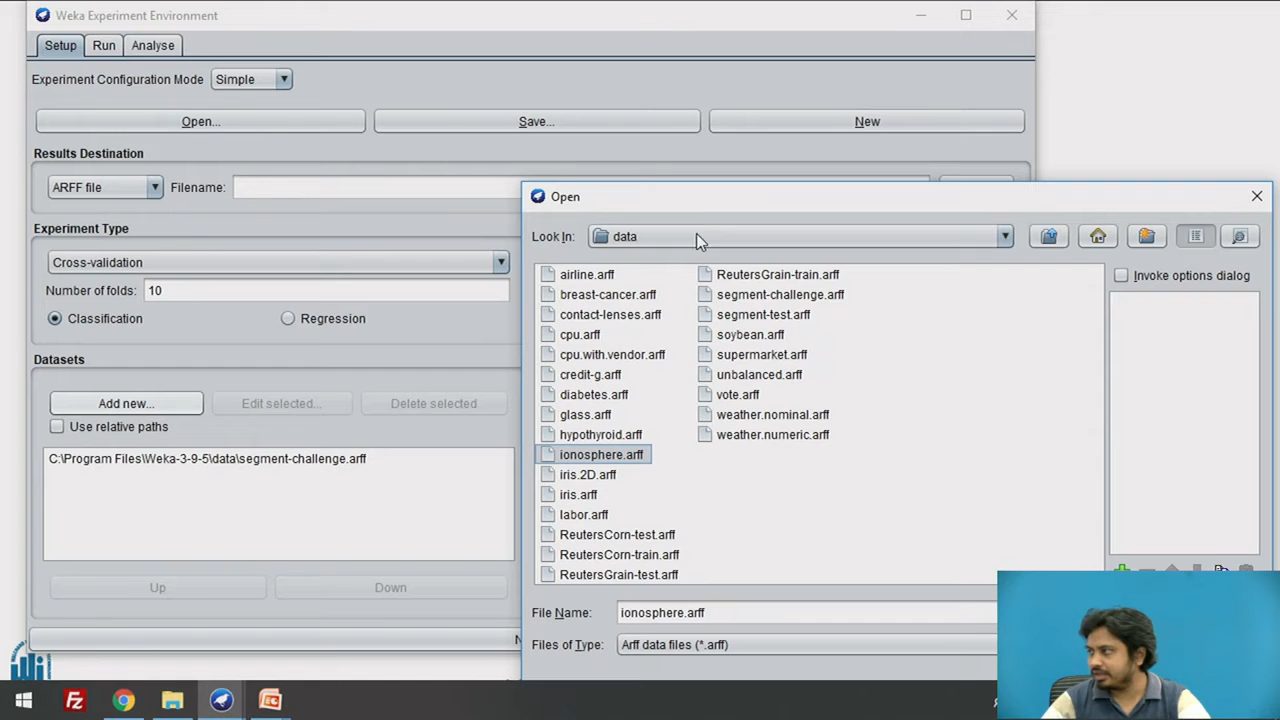 Weka Experiment Environment
Setup Run Analyse
Experiment Configuration Mode Simple
Open... Save... New
Results Destination
ARFF file Filename:
Experiment Type
Cross-validation
Number of folds: 10
Classification Regression
Datasets
Add new... Edit selected... Delete selected
Use relative paths
C:\Program Files\Weka-3-9-5\data\segment-challenge.arff
Up Down
Open
Look In: data
airline.arff
breast-cancer.arff
contact-lenses.arff
cpu.arff
cpu.with.vendor.arff
credit-g.arff
diabetes.arff
glass.arff
hypothyroid.arff
ionosphere.arff
iris.2D.arff
iris.arff
labor.arff
ReutersCorn-test.arff
ReutersCorn-train.arff
ReutersGrain-test.arff
ReutersGrain-train.arff
segment-challenge.arff
segment-test.arff
soybean.arff
supermarket.arff
unbalanced.arff
vote.arff
weather.nominal.arff
weather.numeric.arff
Invoke options dialog
File Name: ionosphere.arff
Files of Type: Arff data files (*.arff)